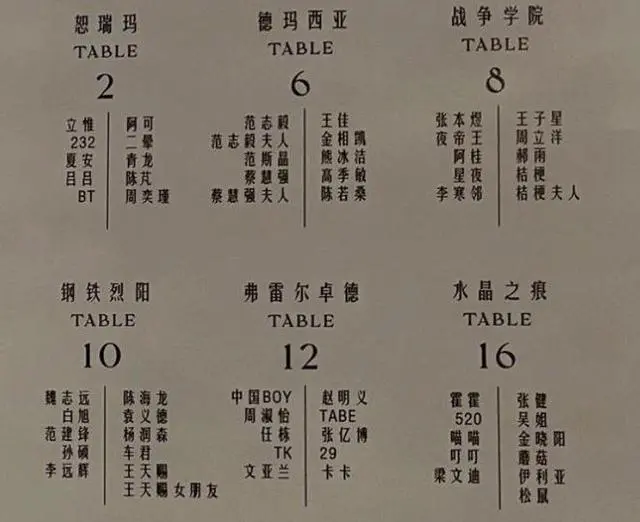 恕瑞玛
TABLE
2
立惟 阿可
232 二晕
夏安 青龙
吕吕 陈芃
BT 周奕瑾
德玛西亚
TABLE
6
范志毅 王佳
范志毅夫人 金相凯
范斯晶 熊冰洁
蔡慧强 高季敏
蔡慧强夫人 陈若桑
战争学院
TABLE
8
张本煜 王子星
夜帝王 周立洋
阿桂 郝雨
星夜 桔梗
李寒邻 桔梗夫人
钢铁烈阳
TABLE
10
魏志远 陈海龙
白旭 袁义德
范建锋 杨润森
孙硕 车君
李远辉 王天赐
王天赐女朋友
弗雷尔卓德
TABLE
12
中国BOY 赵明义
周淑怡 TABE
任栋 张亿博
TK 29
文亚兰 卡卡
水晶之痕
TABLE
16
霍霍 张健
520 吴姐
喵喵 金晓阳
叮叮 蘑菇
梁文迪 伊利亚
松鼠